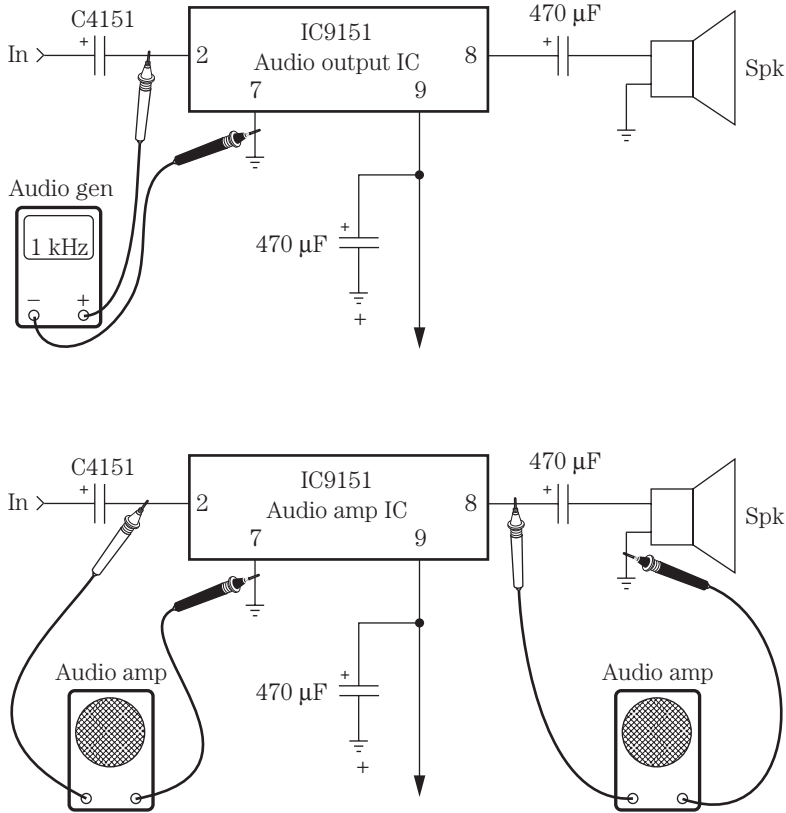 C4151
470 μF
+
+
In
2
IC9151
Audio output IC
8
7
9
Spk
Audio gen
1 kHz
− +
+
470 μF
+
C4151
470 μF
+
+
In
2
IC9151
Audio amp IC
8
7
9
Spk
Audio amp
+
470 μF
+
Audio amp